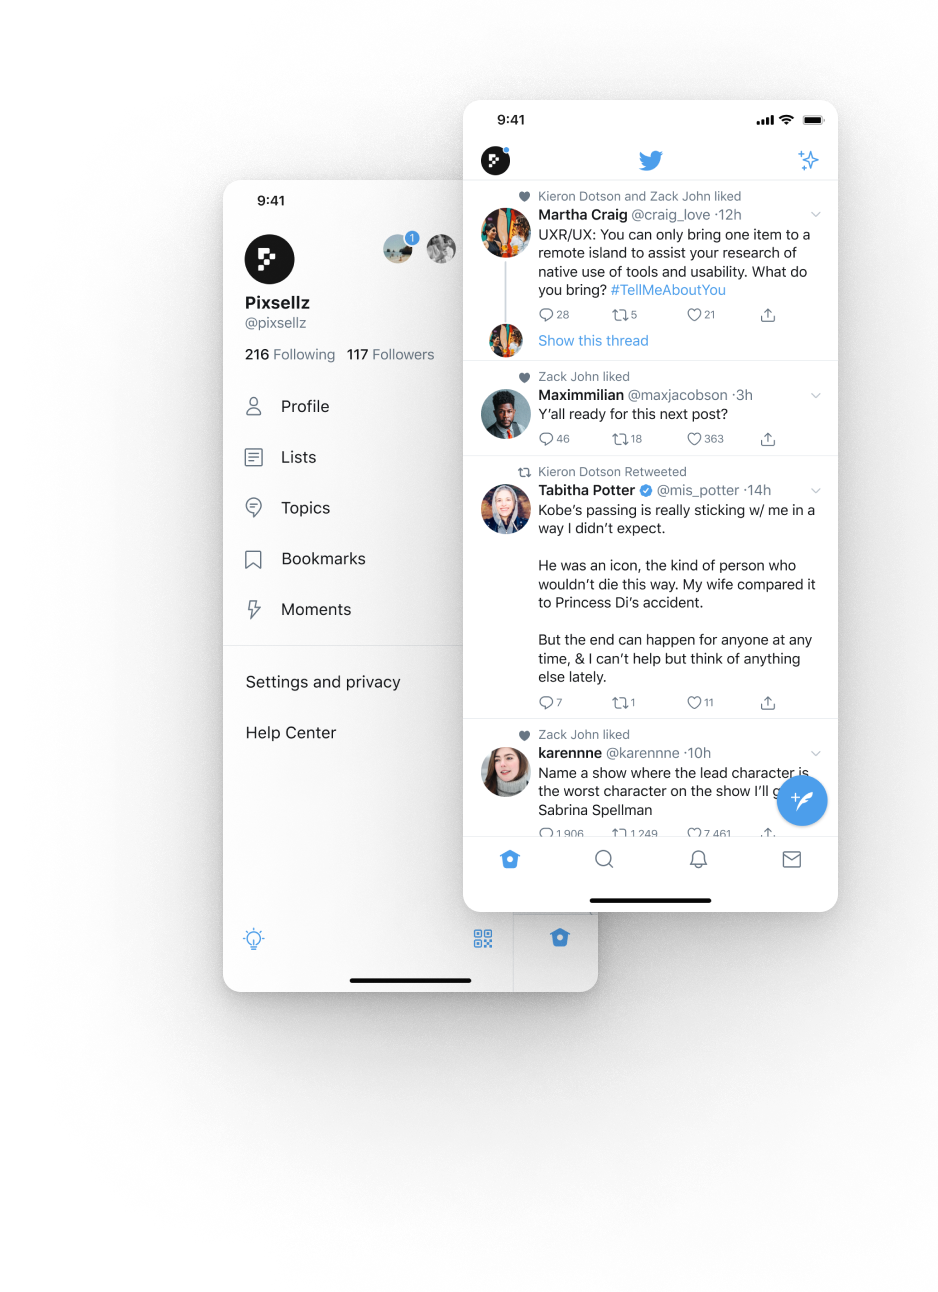 9:41
1
Pixsellz
@pixsellz
216 Following 117 Followers
Profile
Lists
Topics
Bookmarks
Moments
Settings and privacy
Help Center
9:41
Kieron Dotson and Zack John liked
Martha Craig @craig_love ·12h
UXR/UX: You can only bring one item to a
remote island to assist your research of
native use of tools and usability. What do
you bring? #TellMeAboutYou
28 5 21
Show this thread
Zack John liked
Maximmilian @maxjacobson ·3h
Y’all ready for this next post?
46 18 363
Kieron Dotson Retweeted
Tabitha Potter @mis_potter ·14h
Kobe’s passing is really sticking w/ me in a
way I didn’t expect.
He was an icon, the kind of person who
wouldn’t die this way. My wife compared it
to Princess Di’s accident.
But the end can happen for anyone at any
time, & I can’t help but think of anything
else lately.
7 1 11
Zack John liked
karennne @karennne ·10h
Name a show where the lead character is
the worst character on the show I’ll
Sabrina Spellman
1,906 1,249 7,461